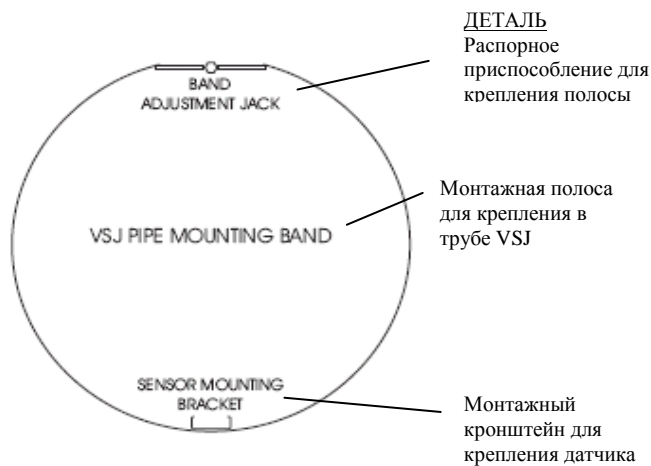 ДЕТАЛЬ
Распорное
приспособление для
крепления полосы
BAND
ADJUSTMENT JACK
Монтажная полоса
для крепления в
трубе VSJ
VSJ PIPE MOUNTING BAND
SENSOR MOUNTING
BRACKET
Монтажный
кронштейн для
крепления датчика